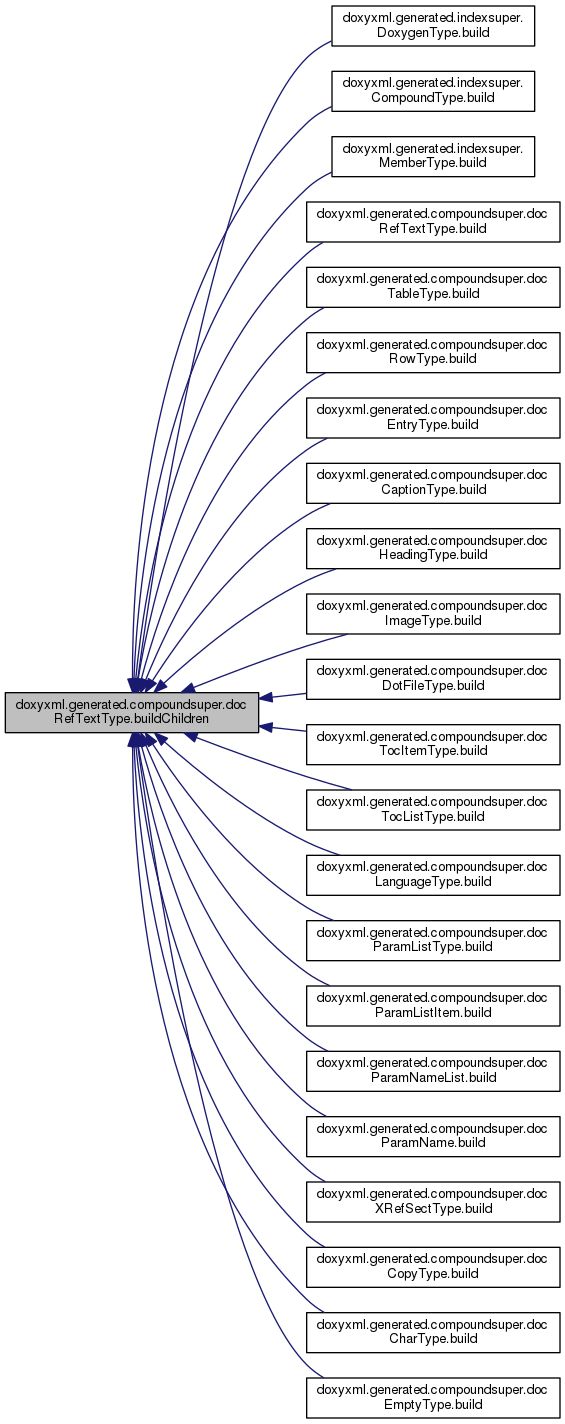 doxyxml.generated.indexsuper.
DoxygenType.build
doxyxml.generated.indexsuper.
CompoundType.build
doxyxml.generated.indexsuper.
MemberType.build
doxyxml.generated.compoundsuper.doc
RefTextType.build
doxyxml.generated.compoundsuper.doc
TableType.build
doxyxml.generated.compoundsuper.doc
RowType.build
doxyxml.generated.compoundsuper.doc
EntryType.build
doxyxml.generated.compoundsuper.doc
CaptionType.build
doxyxml.generated.compoundsuper.doc
HeadingType.build
doxyxml.generated.compoundsuper.doc
ImageType.build
doxyxml.generated.compoundsuper.doc
DotFileType.build
doxyxml.generated.compoundsuper.doc
RefTextType.buildChildren
doxyxml.generated.compoundsuper.doc
TocItemType.build
doxyxml.generated.compoundsuper.doc
TocListType.build
doxyxml.generated.compoundsuper.doc
LanguageType.build
doxyxml.generated.compoundsuper.doc
ParamListType.build
doxyxml.generated.compoundsuper.doc
ParamListItem.build
doxyxml.generated.compoundsuper.doc
ParamNameList.build
doxyxml.generated.compoundsuper.doc
ParamName.build
doxyxml.generated.compoundsuper.doc
XRefSectType.build
doxyxml.generated.compoundsuper.doc
CopyType.build
doxyxml.generated.compoundsuper.doc
CharType.build
doxyxml.generated.compoundsuper.doc
EmptyType.build